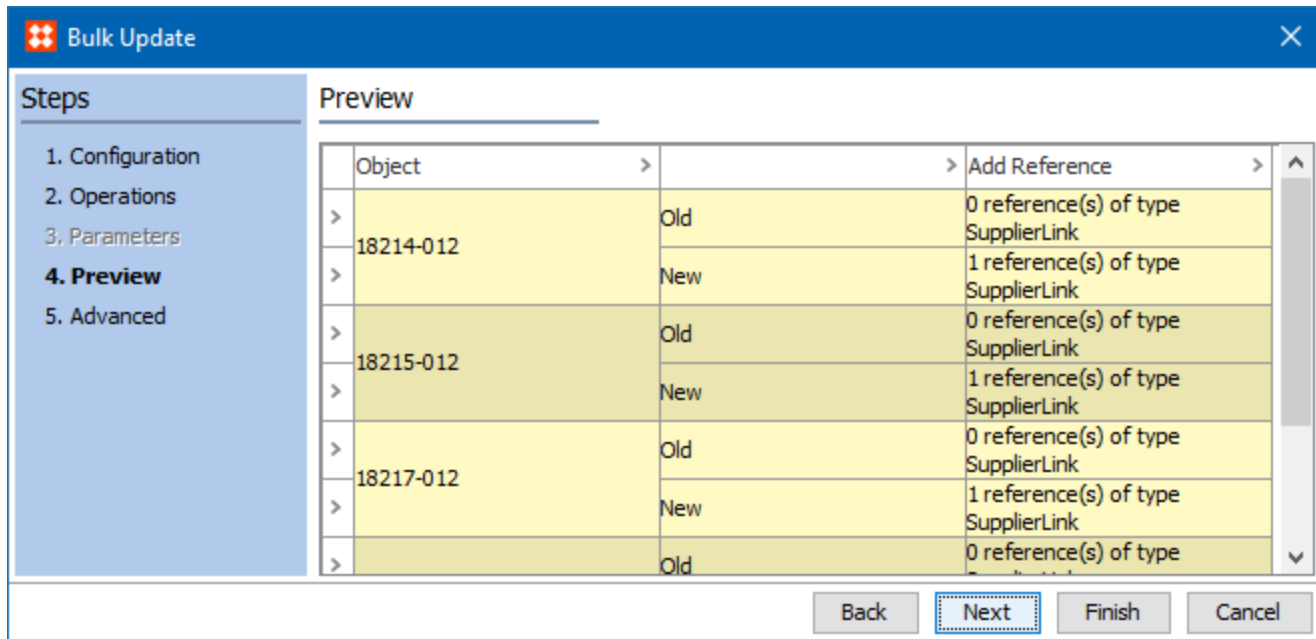 Bulk Update
Steps
1. Configuration
2. Operations
3. Parameters
4. Preview
5. Advanced
Preview
Object > > Add Reference >
18214-012
Old
0 reference(s) of type
SupplierLink
New
1 reference(s) of type
SupplierLink
18215-012
Old
0 reference(s) of type
SupplierLink
New
1 reference(s) of type
SupplierLink
18217-012
Old
0 reference(s) of type
SupplierLink
New
1 reference(s) of type
SupplierLink
Old
0 reference(s) of type
Back Next Finish Cancel